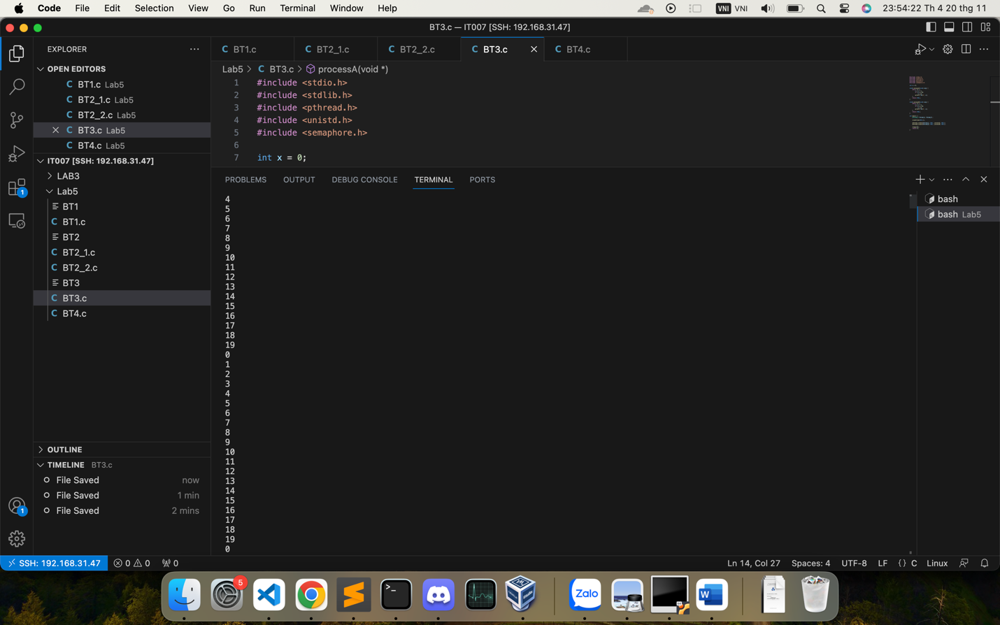 Code File Edit Selection View Go Run Terminal Window Help VNI VNI 23:54:22 Th 4 20 thg 11
BT3.c — IT007 [SSH: 192.168.31.47]
EXPLORER
OPEN EDITORS
C BT1.c Lab5
C BT2_1.c Lab5
C BT2_2.c Lab5
C BT3.c Lab5
C BT4.c Lab5
IT007 [SSH: 192.168.31.47]
LAB3
Lab5
BT1
C BT1.c
BT2
C BT2_1.c
C BT2_2.c
BT3
C BT3.c
C BT4.c
OUTLINE
TIMELINE BT3.c
File Saved now
File Saved 1 min
File Saved 2 mins
1
1
C BT1.c C BT2_1.c C BT2_2.c C BT3.c C BT4.c
Lab5 > C BT3.c > processA(void *)
1 #include <stdio.h>
2 #include <stdlib.h>
3 #include <pthread.h>
4 #include <unistd.h>
5 #include <semaphore.h>
6
7 int x = 0;
PROBLEMS OUTPUT DEBUG CONSOLE TERMINAL PORTS
4
5
6
7
8
9
10
11
12
13
14
15
16
17
18
19
0
1
2
3
4
5
6
7
8
9
10
11
12
13
14
15
16
17
18
19
0
bash
bash Lab5
SSH: 192.168.31.47 0 0 0 Ln 14, Col 27 Spaces: 4 UTF-8 LF {} C Linux
5
>_
Zalo
W